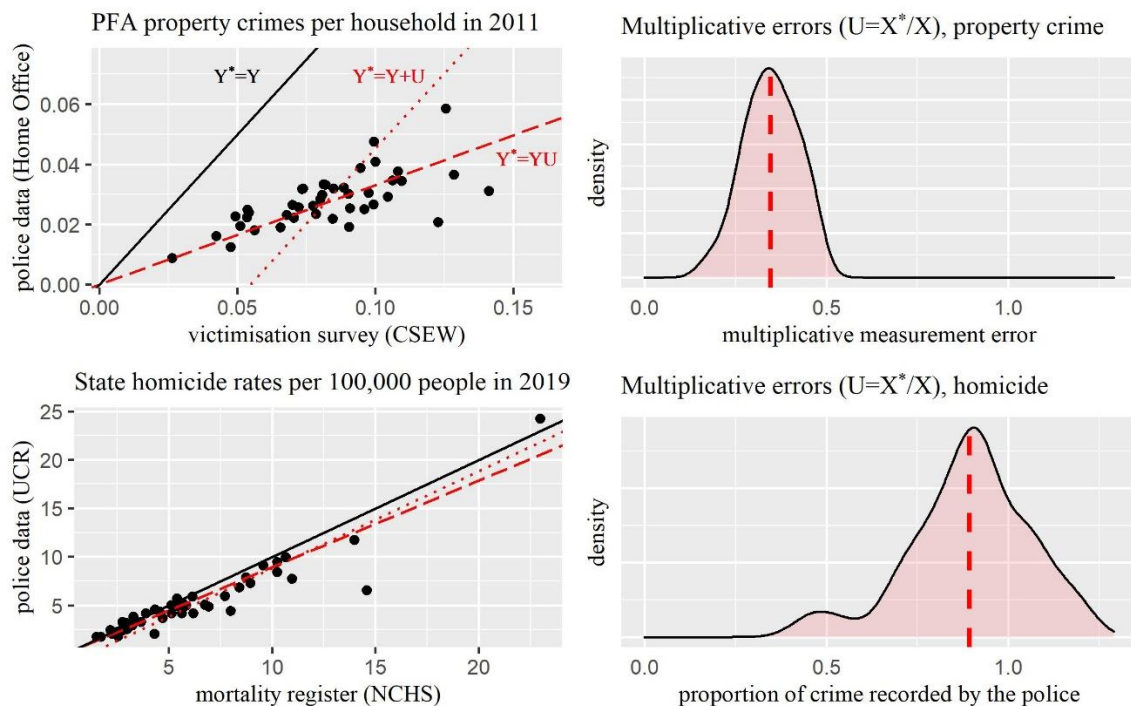 PFA property crimes per household in 2011
Y*=Y
Y*=Y+U
Y*=YU
0.06
0.04
0.02
0.00
police data (Home Office)
0.00 0.05 0.10 0.15
victimisation survey (CSEW)
Multiplicative errors (U=X*/X), property crime
density
0.0 0.5 1.0
multiplicative measurement error
State homicide rates per 100,000 people in 2019
25
20
15
10
5
police data (UCR)
5 10 15 20
mortality register (NCHS)
Multiplicative errors (U=X*/X), homicide
density
0.0 0.5 1.0
proportion of crime recorded by the police